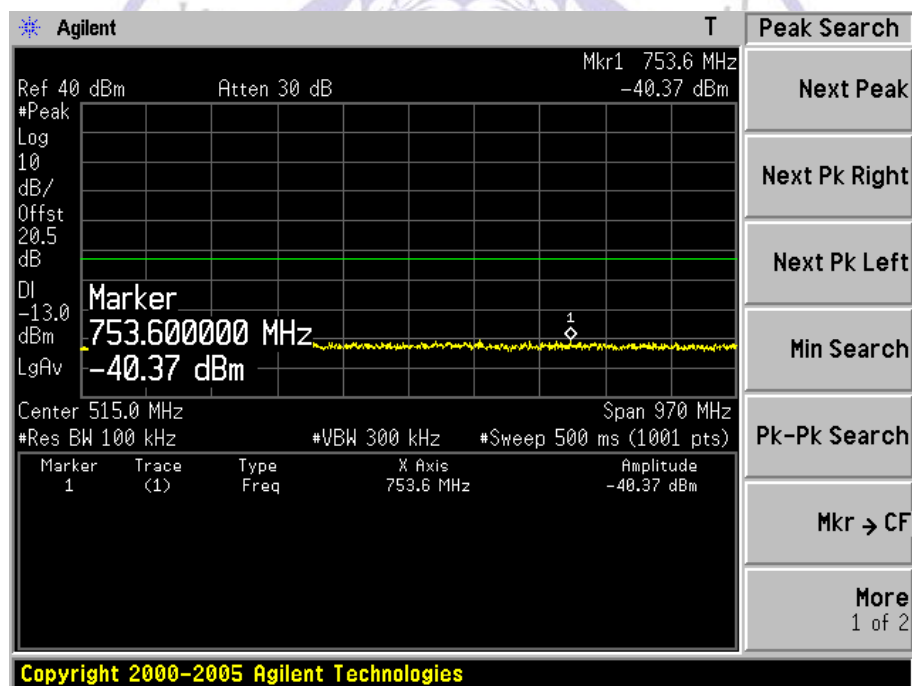 Agilent T Peak Search
Mkr1 753.6 MHz
Ref 40 dBm Atten 30 dB -40.37 dBm
#Peak
Log
10
dB/
Offst
20.5
dB
DI
-13.0
dBm
LgAv
Marker
753.600000 MHz
-40.37 dBm
1
Center 515.0 MHz Span 970 MHz
#Res BW 100 kHz #VBW 300 kHz #Sweep 500 ms (1001 pts)
Marker Trace Type X Axis Amplitude
1 (1) Freq 753.6 MHz -40.37 dBm
Next Peak
Next Pk Right
Next Pk Left
Min Search
Pk-Pk Search
Mkr → CF
More
1 of 2
Copyright 2000-2005 Agilent Technologies